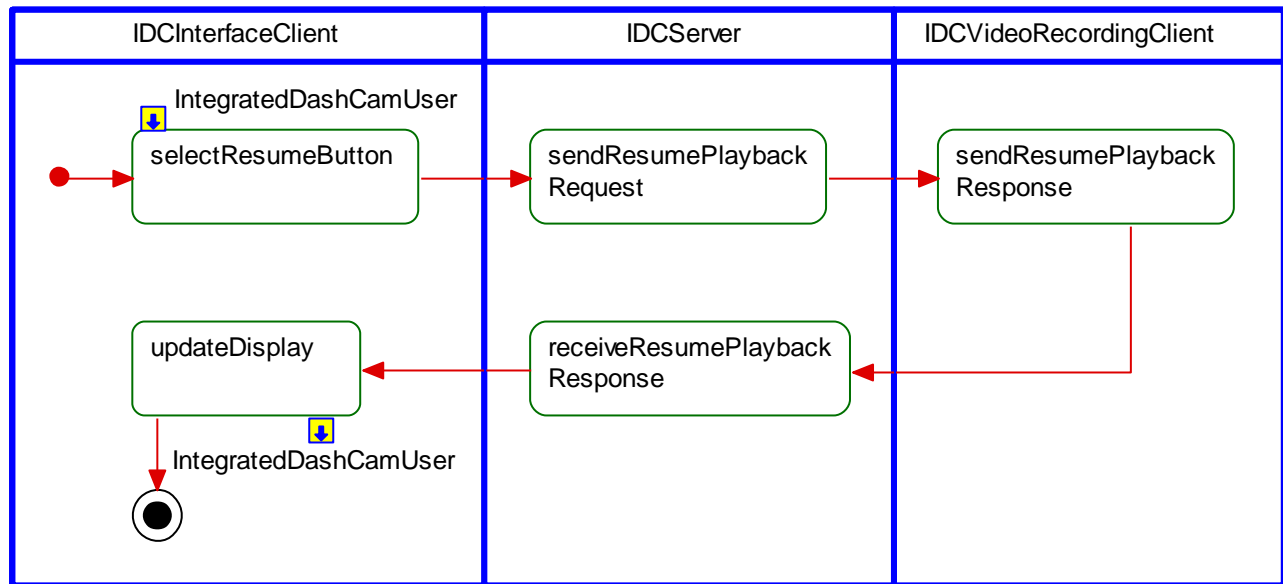 IDCInterfaceClient
IDCServer
IDCVideoRecordingClient
IntegratedDashCamUser
selectResumeButton
sendResumePlayback
Request
sendResumePlayback
Response
updateDisplay
receiveResumePlayback
Response
IntegratedDashCamUser